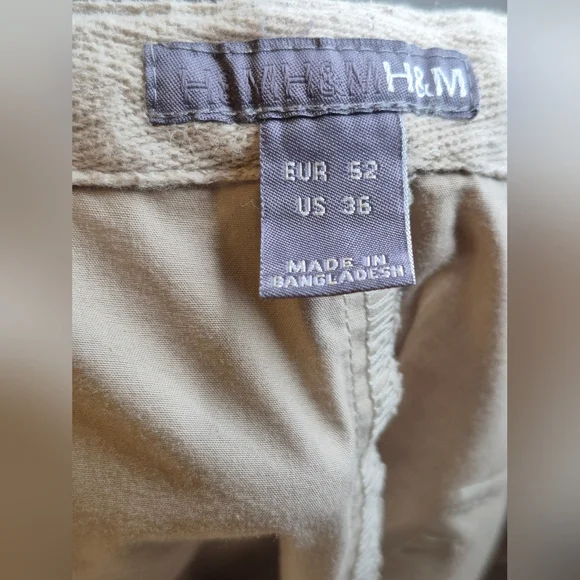 H&M H&M H&M
EUR 52
US 36
MADE IN
BANGLADESH